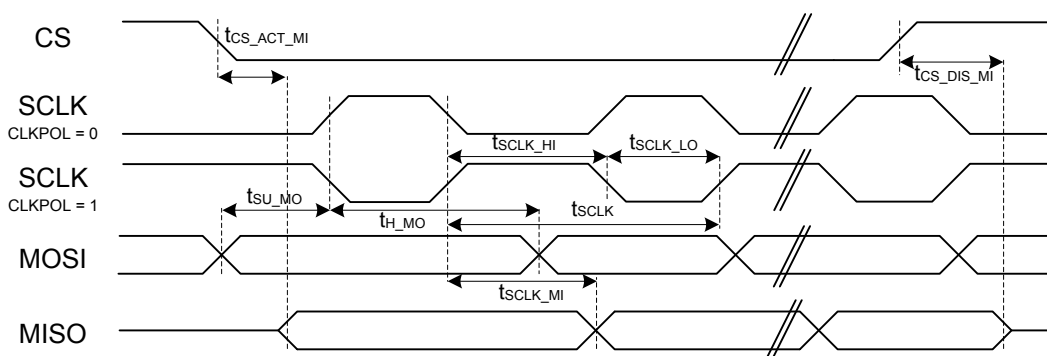 CS
tCS_ACT_MI
tCS_DIS_MI
SCLK
CLKPOL = 0
tSCLK_HI
tSCLK_LO
SCLK
CLKPOL = 1
tSU_MO
tH_MO
tSCLK
MOSI
tSCLK_MI
MISO